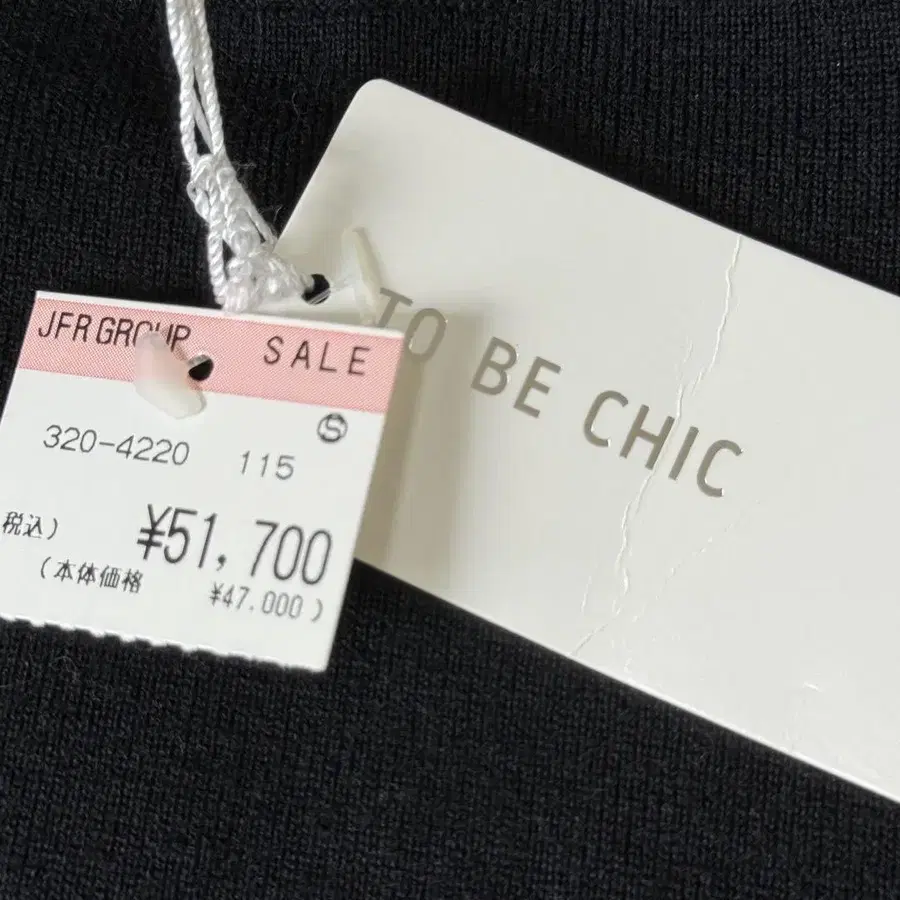 JFR GROUP SALE
Ⓢ
320-4220 115
税込) ¥51,700
(本体価格 ¥47.000)
TO BE CHIC